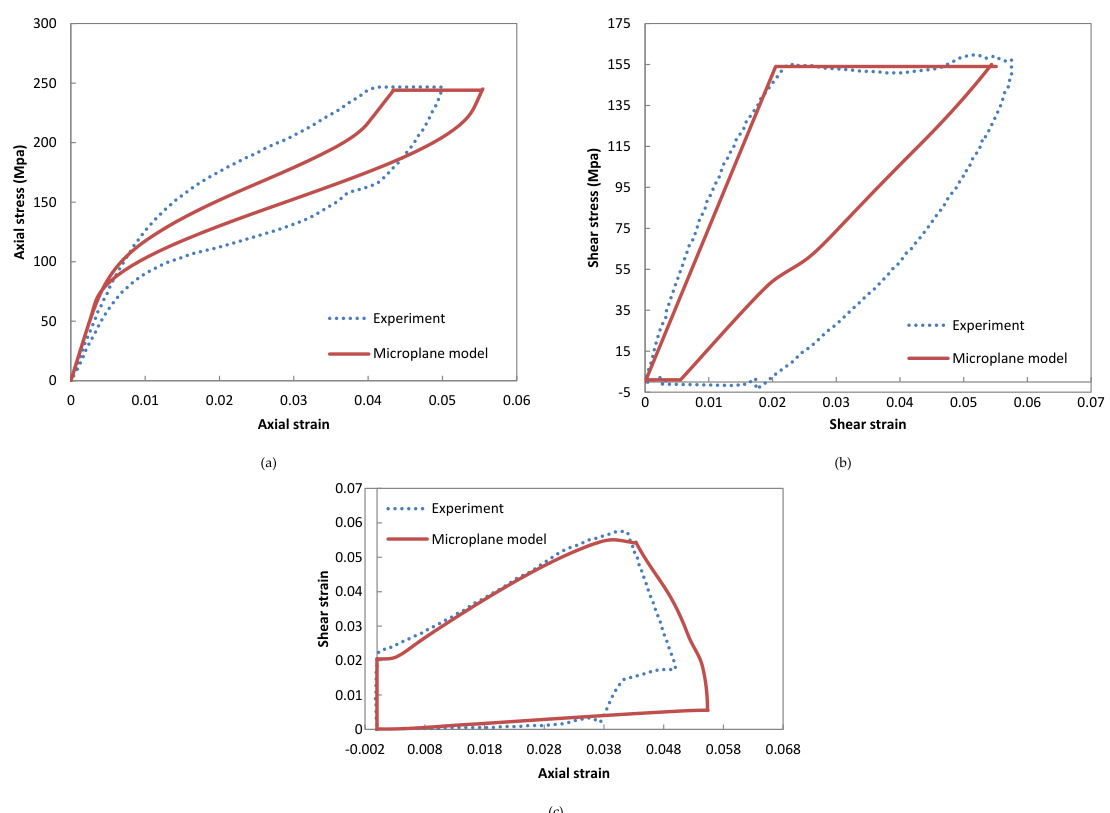 300
250
200
150
100
50
0
Axial stress (Mpa)
0 0.01 0.02 0.03 0.04 0.05 0.06
Axial strain
Experiment
Microplane model
(a)
175
155
135
115
95
75
55
35
15
-5
Shear stress (Mpa)
0 0.01 0.02 0.03 0.04 0.05 0.06 0.07
Shear strain
Experiment
Microplane model
(b)
0.07
0.06
0.05
0.04
0.03
0.02
0.01
0
Shear strain
-0.002 0.008 0.018 0.028 0.038 0.048 0.058 0.068
Axial strain
Experiment
Microplane model
(c)